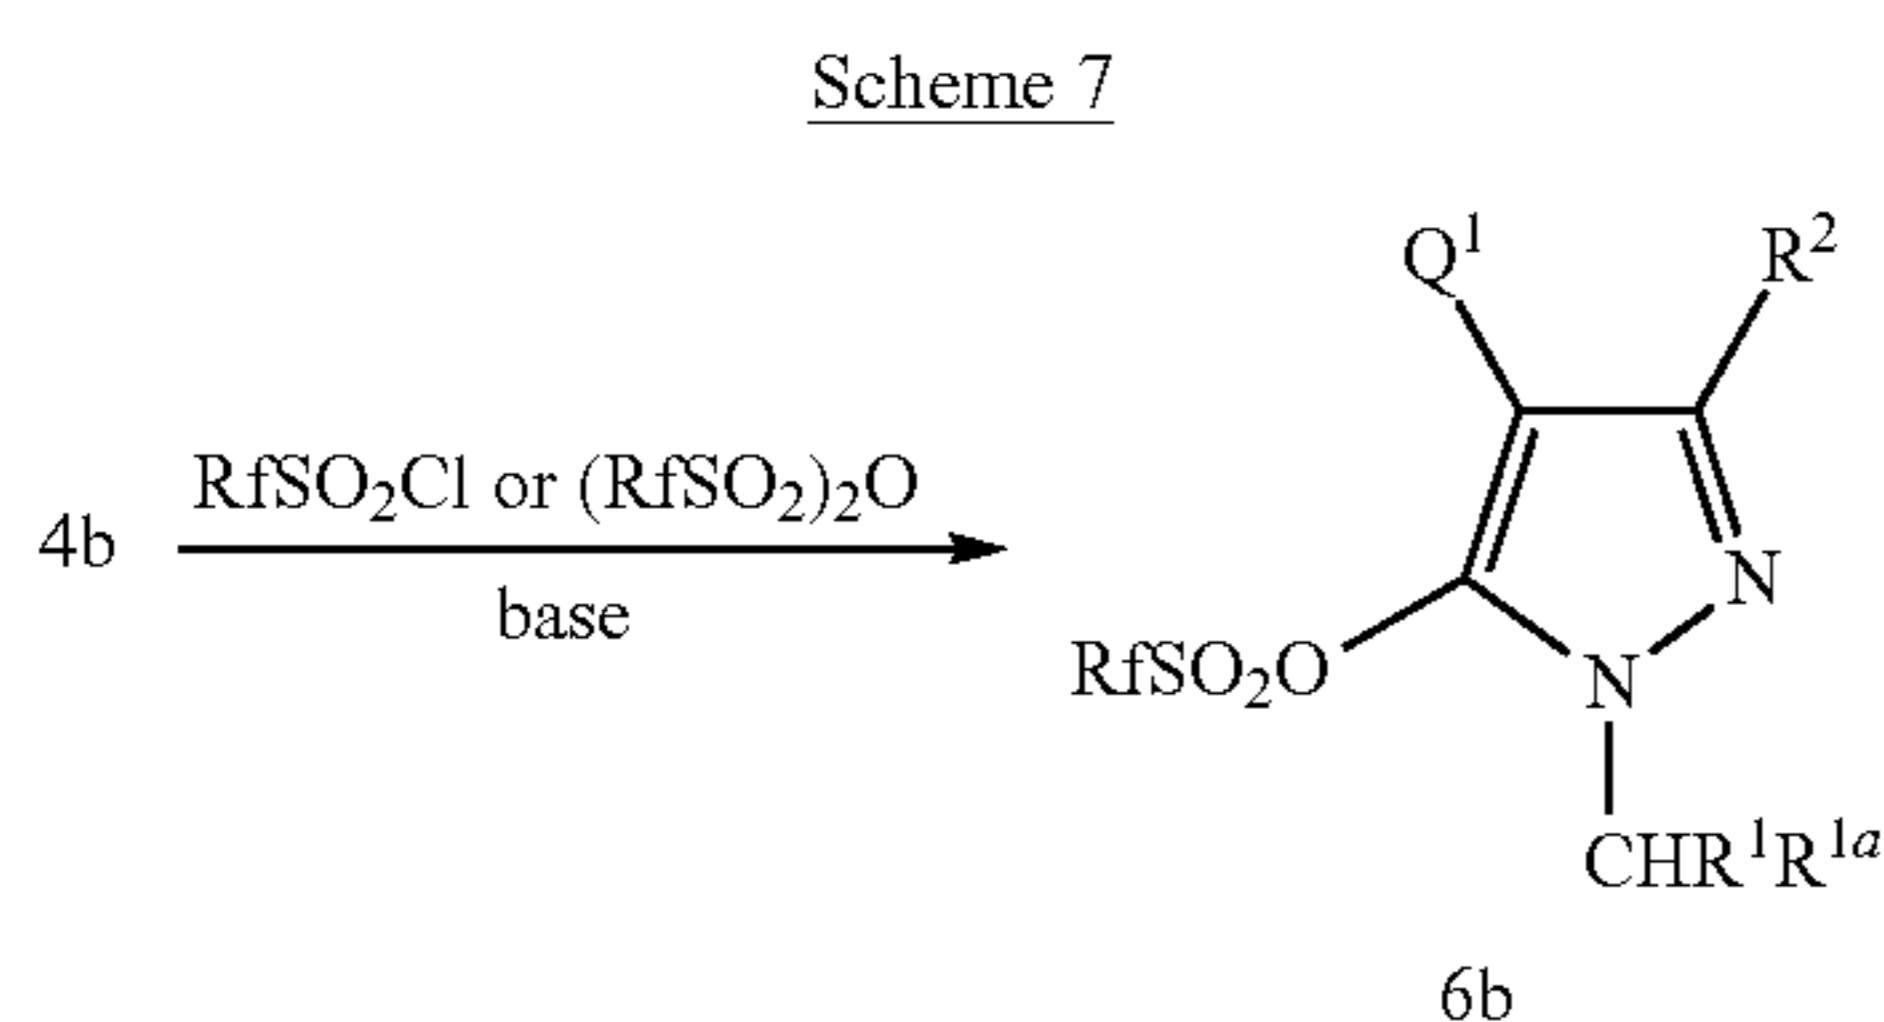 Scheme 7
Q¹ R²
RfSO₂Cl or (RfSO₂)₂O
4b
base
N
RfSO₂O N
CHR¹R¹ᵃ
6b